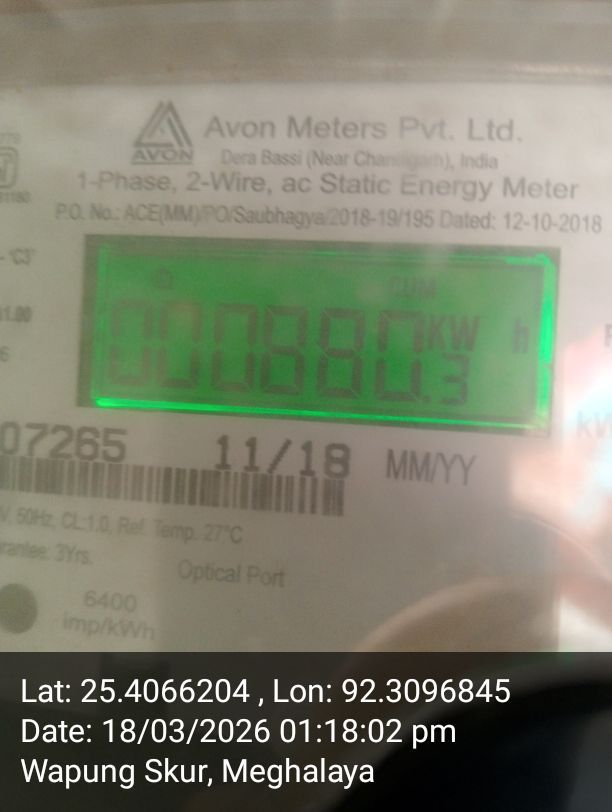 Avon Meters Pvt. Ltd.
AVON
Dera Bassi (Near Chandigarh), India
1-Phase, 2-Wire, ac Static Energy Meter
P.O. No.: ACE(MM)/PO/Saubhagya/2018-19/195 Dated: 12-10-2018
CUM
000880.3 KW h
07265 11/18 MM/YY
V. 50Hz, CL:1.0, Ref. Temp. 27°C
3Yrs.
Optical Port
6400
imp/kWh
Lat: 25.4066204 , Lon: 92.3096845
Date: 18/03/2026 01:18:02 pm
Wapung Skur, Meghalaya